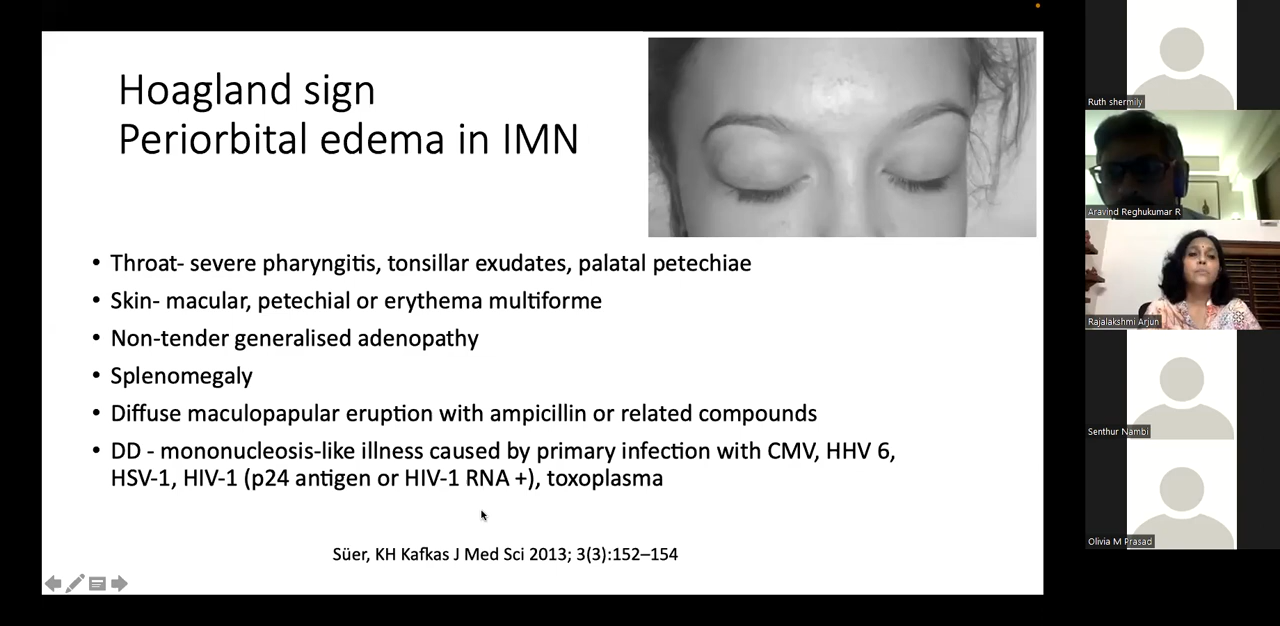 Hoagland sign
Periorbital edema in IMN
• Throat- severe pharyngitis, tonsillar exudates, palatal petechiae
• Skin- macular, petechial or erythema multiforme
• Non-tender generalised adenopathy
• Splenomegaly
• Diffuse maculopapular eruption with ampicillin or related compounds
• DD - mononucleosis-like illness caused by primary infection with CMV, HHV 6,
HSV-1, HIV-1 (p24 antigen or HIV-1 RNA +), toxoplasma
Süer, KH Kafkas J Med Sci 2013; 3(3):152–154
Ruth shermily
Aravind Reghukumar R
Rajalakshmi Arjun
Senthur Nambi
Olivia M Prasad